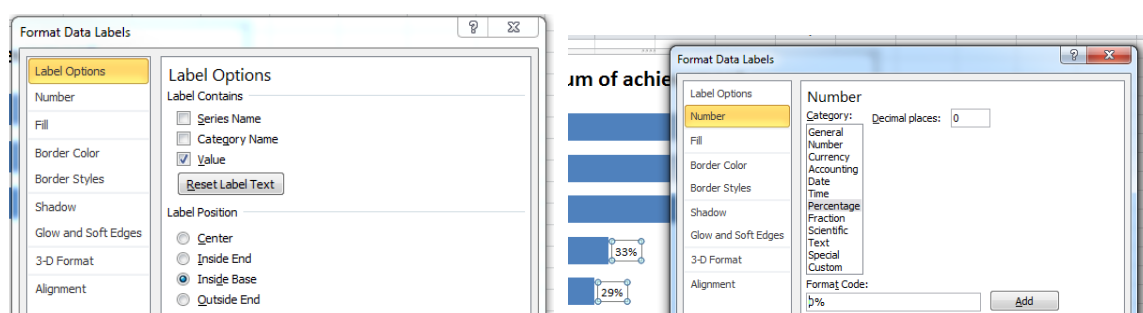 Format Data Labels
Label Options
Number
Fill
Border Color
Border Styles
Shadow
Glow and Soft Edges
3-D Format
Alignment
Label Options
Label Contains
Series Name
Category Name
Value
Reset Label Text
Label Position
Center
Inside End
Inside Base
Outside End
um of achie
33%
29%
Format Data Labels
Label Options
Number
Fill
Border Color
Border Styles
Shadow
Glow and Soft Edges
3-D Format
Alignment
Number
Category:
Decimal places: 0
General
Number
Currency
Accounting
Date
Time
Percentage
Fraction
Scientific
Text
Special
Custom
Format Code:
0%
Add